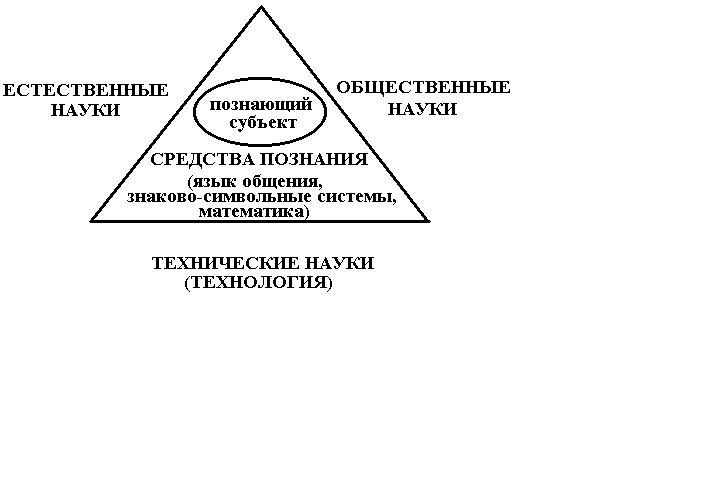 ЕСТЕСТВЕННЫЕ
НАУКИ
ОБЩЕСТВЕННЫЕ
НАУКИ
познающий
субъект
СРЕДСТВА ПОЗНАНИЯ
(язык общения,
знаково-символьные системы,
математика)
ТЕХНИЧЕСКИЕ НАУКИ
(ТЕХНОЛОГИЯ)